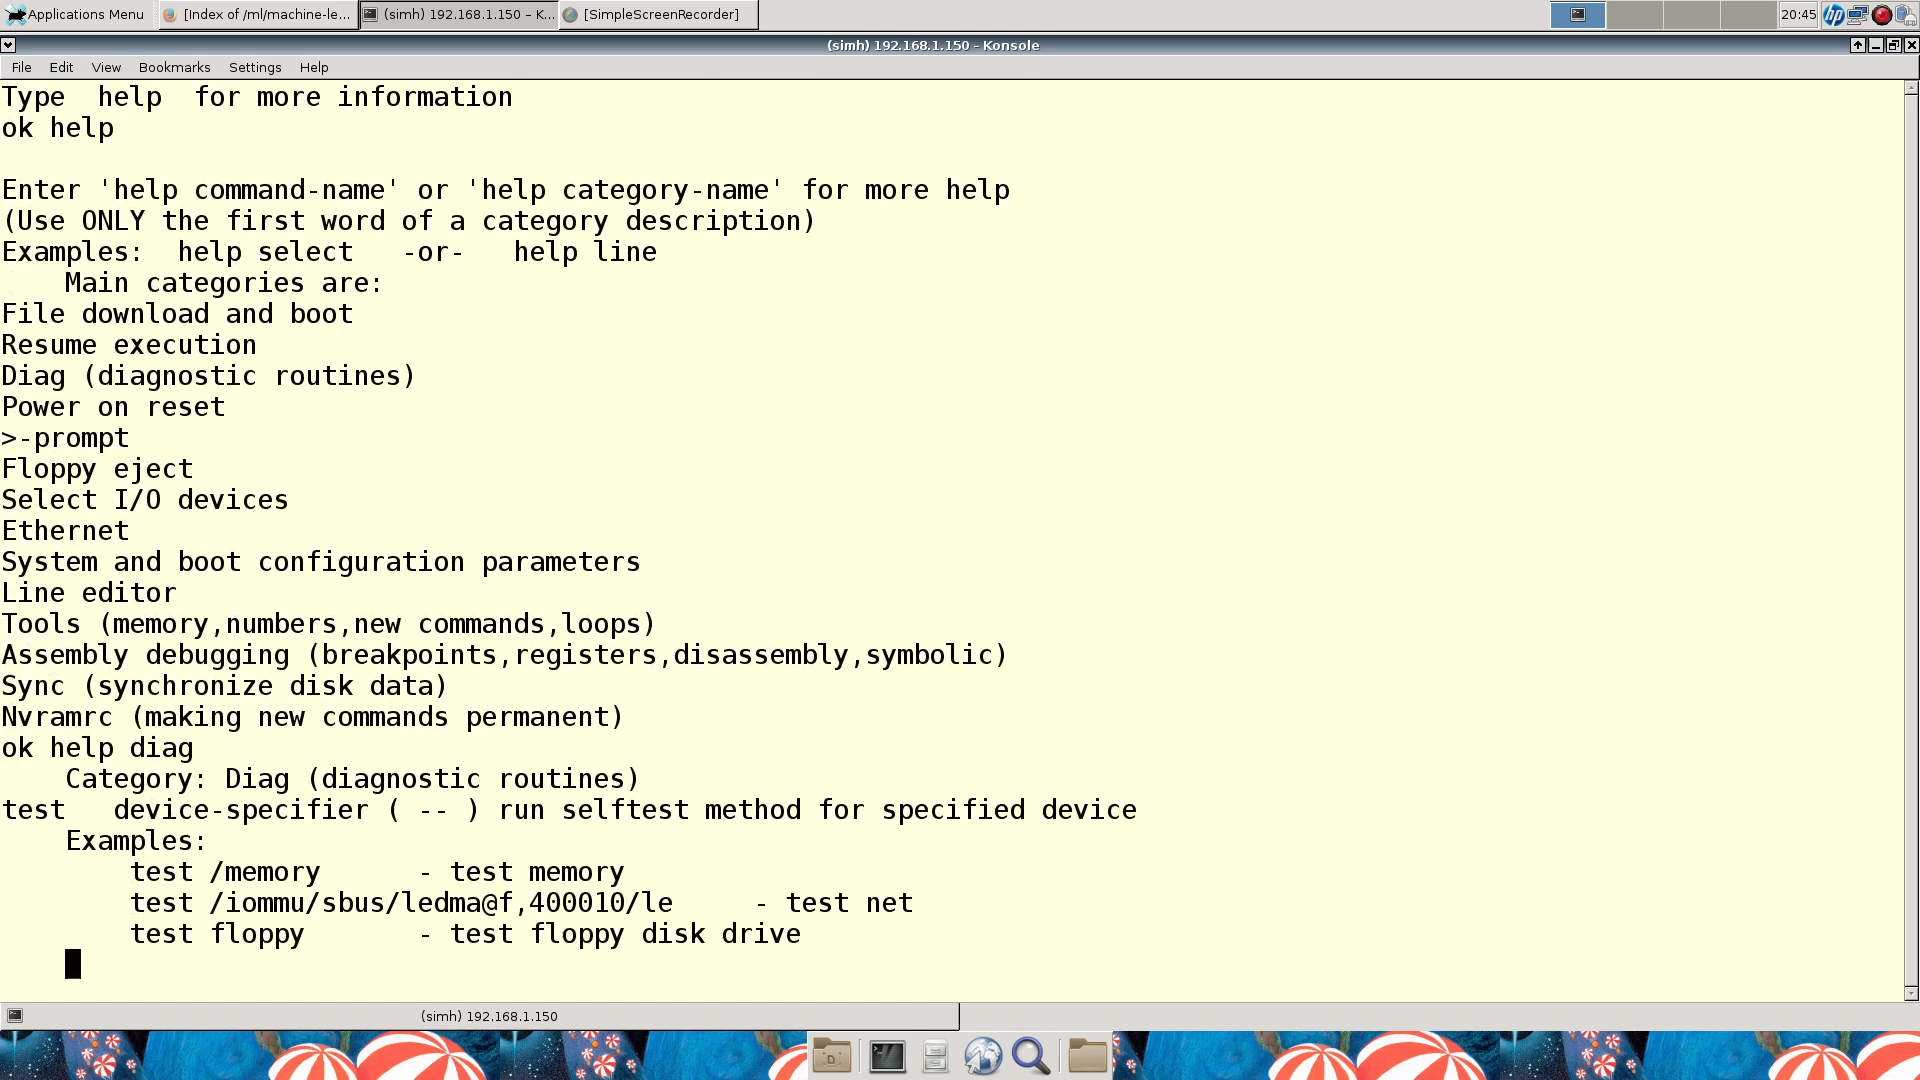 Applications Menu
[Index of /ml/machine-le...
(simh) 192.168.1.150 – K...
[SimpleScreenRecorder]
20:45
(simh) 192.168.1.150 – Konsole
File Edit View Bookmarks Settings Help
Type  help  for more information
ok help
Enter 'help command-name' or 'help category-name' for more help
(Use ONLY the first word of a category description)
Examples:  help select   -or-   help line
    Main categories are:
File download and boot
Resume execution
Diag (diagnostic routines)
Power on reset
>-prompt
Floppy eject
Select I/O devices
Ethernet
System and boot configuration parameters
Line editor
Tools (memory,numbers,new commands,loops)
Assembly debugging (breakpoints,registers,disassembly,symbolic)
Sync (synchronize disk data)
Nvramrc (making new commands permanent)
ok help diag
    Category: Diag (diagnostic routines)
test   device-specifier ( -- ) run selftest method for specified device
    Examples:
        test /memory      - test memory
        test /iommu/sbus/ledma@f,400010/le     - test net
        test floppy       - test floppy disk drive
(simh) 192.168.1.150